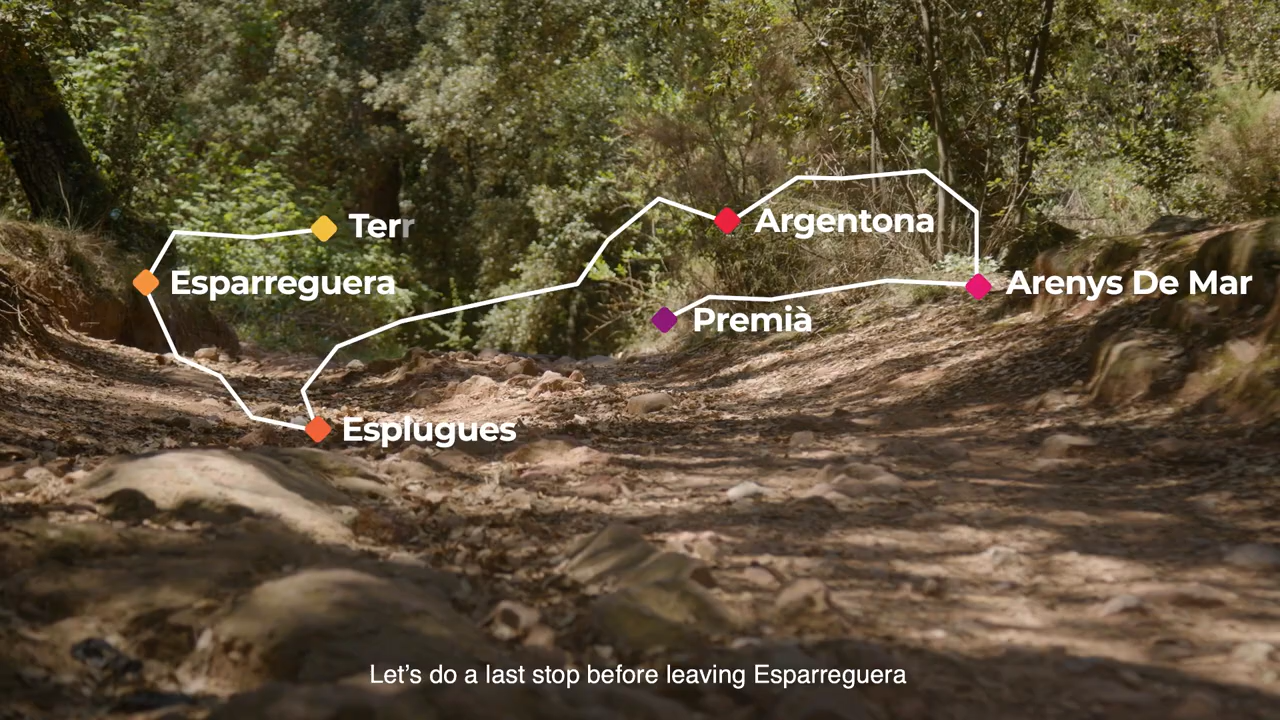 Terr
Argentona
Esparreguera
Arenys De Mar
Premià
Esplugues
Let's do a last stop before leaving Esparreguera